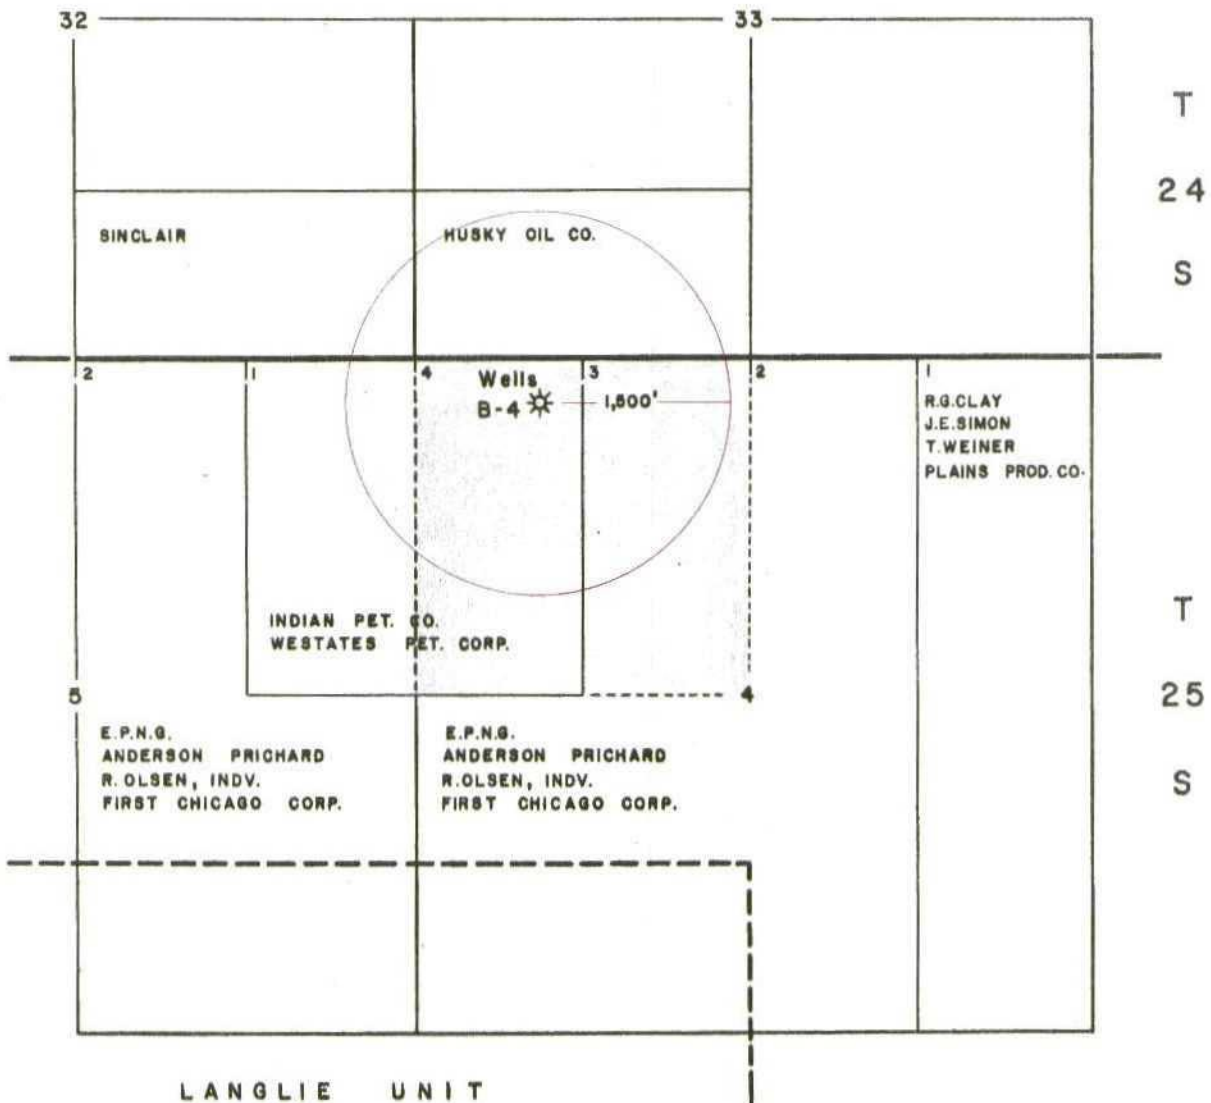 32
33
T
24
S
SINCLAIR
HUSKY OIL CO.
2
1
4
3
2
1
Wells
B-4
1,500'
R.G.CLAY
J.E.SIMON
T.WEINER
PLAINS PROD. CO.
INDIAN PET. CO.
WESTATES PET. CORP.
T
25
S
5
4
E.P.N.G.
ANDERSON PRICHARD
R. OLSEN, INDV.
FIRST CHICAGO CORP.
E.P.N.G.
ANDERSON PRICHARD
R. OLSEN, INDV.
FIRST CHICAGO CORP.
LANGLIE UNIT